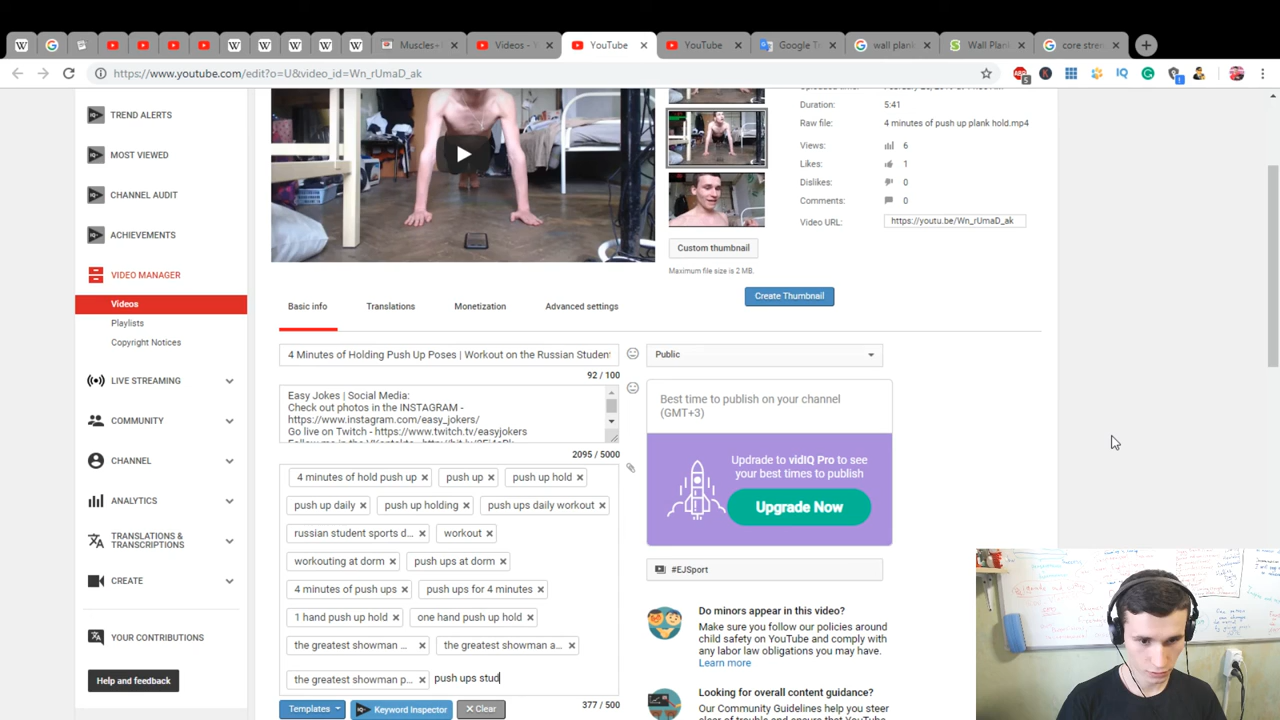 Muscles+
Videos - Y
YouTube
YouTube
Google T
wall plank
Wall Plan
core stren
https://www.youtube.com/edit?o=U&video_id=Wn_rUmaD_ak
TREND ALERTS
MOST VIEWED
CHANNEL AUDIT
ACHIEVEMENTS
VIDEO MANAGER
Videos
Playlists
Copyright Notices
LIVE STREAMING
COMMUNITY
CHANNEL
ANALYTICS
TRANSLATIONS &
TRANSCRIPTIONS
CREATE
YOUR CONTRIBUTIONS
Help and feedback
Duration: 5:41
Raw file: 4 minutes of push up plank hold.mp4
Views: 6
Likes: 1
Dislikes: 0
Comments: 0
Video URL: https://youtu.be/Wn_rUmaD_ak
Custom thumbnail
Maximum file size is 2 MB.
Create Thumbnail
Basic info
Translations
Monetization
Advanced settings
4 Minutes of Holding Push Up Poses | Workout on the Russian Student
92 / 100
Public
Easy Jokes | Social Media:
Check out photos in the INSTAGRAM -
https://www.instagram.com/easy_jokers/
Go live on Twitch - https://www.twitch.tv/easyjokers
2095 / 5000
Best time to publish on your channel
(GMT+3)
Upgrade to vidIQ Pro to see
your best times to publish
Upgrade Now
4 minutes of hold push up
push up
push up hold
push up daily
push up holding
push ups daily workout
russian student sports d...
workout
workouting at dorm
push ups at dorm
4 minutes of push ups
push ups for 4 minutes
1 hand push up hold
one hand push up hold
the greatest showman ...
the greatest showman a...
the greatest showman p...
push ups stud
Templates
Keyword Inspector
Clear
377 / 500
#EJSport
Do minors appear in this video?
Make sure you follow our policies around
child safety on YouTube and comply with
any labor law obligations you may have.
Learn more
Looking for overall content guidance?
Our Community Guidelines help you steer